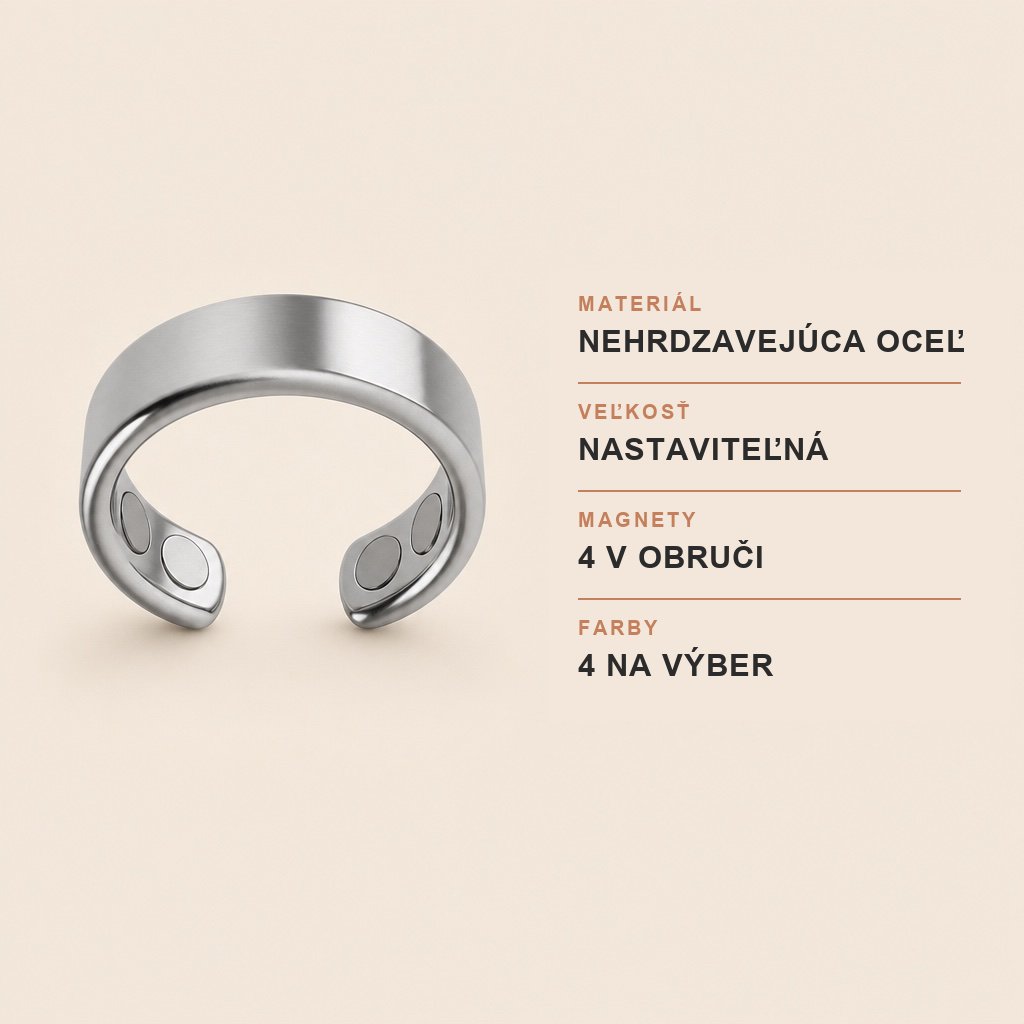 MATERIÁL
NEHRDZAVEJÚCA OCEĽ
VEĽKOSŤ
NASTAVITEĽNÁ
MAGNETY
4 V OBRUČI
FARBY
4 NA VÝBER